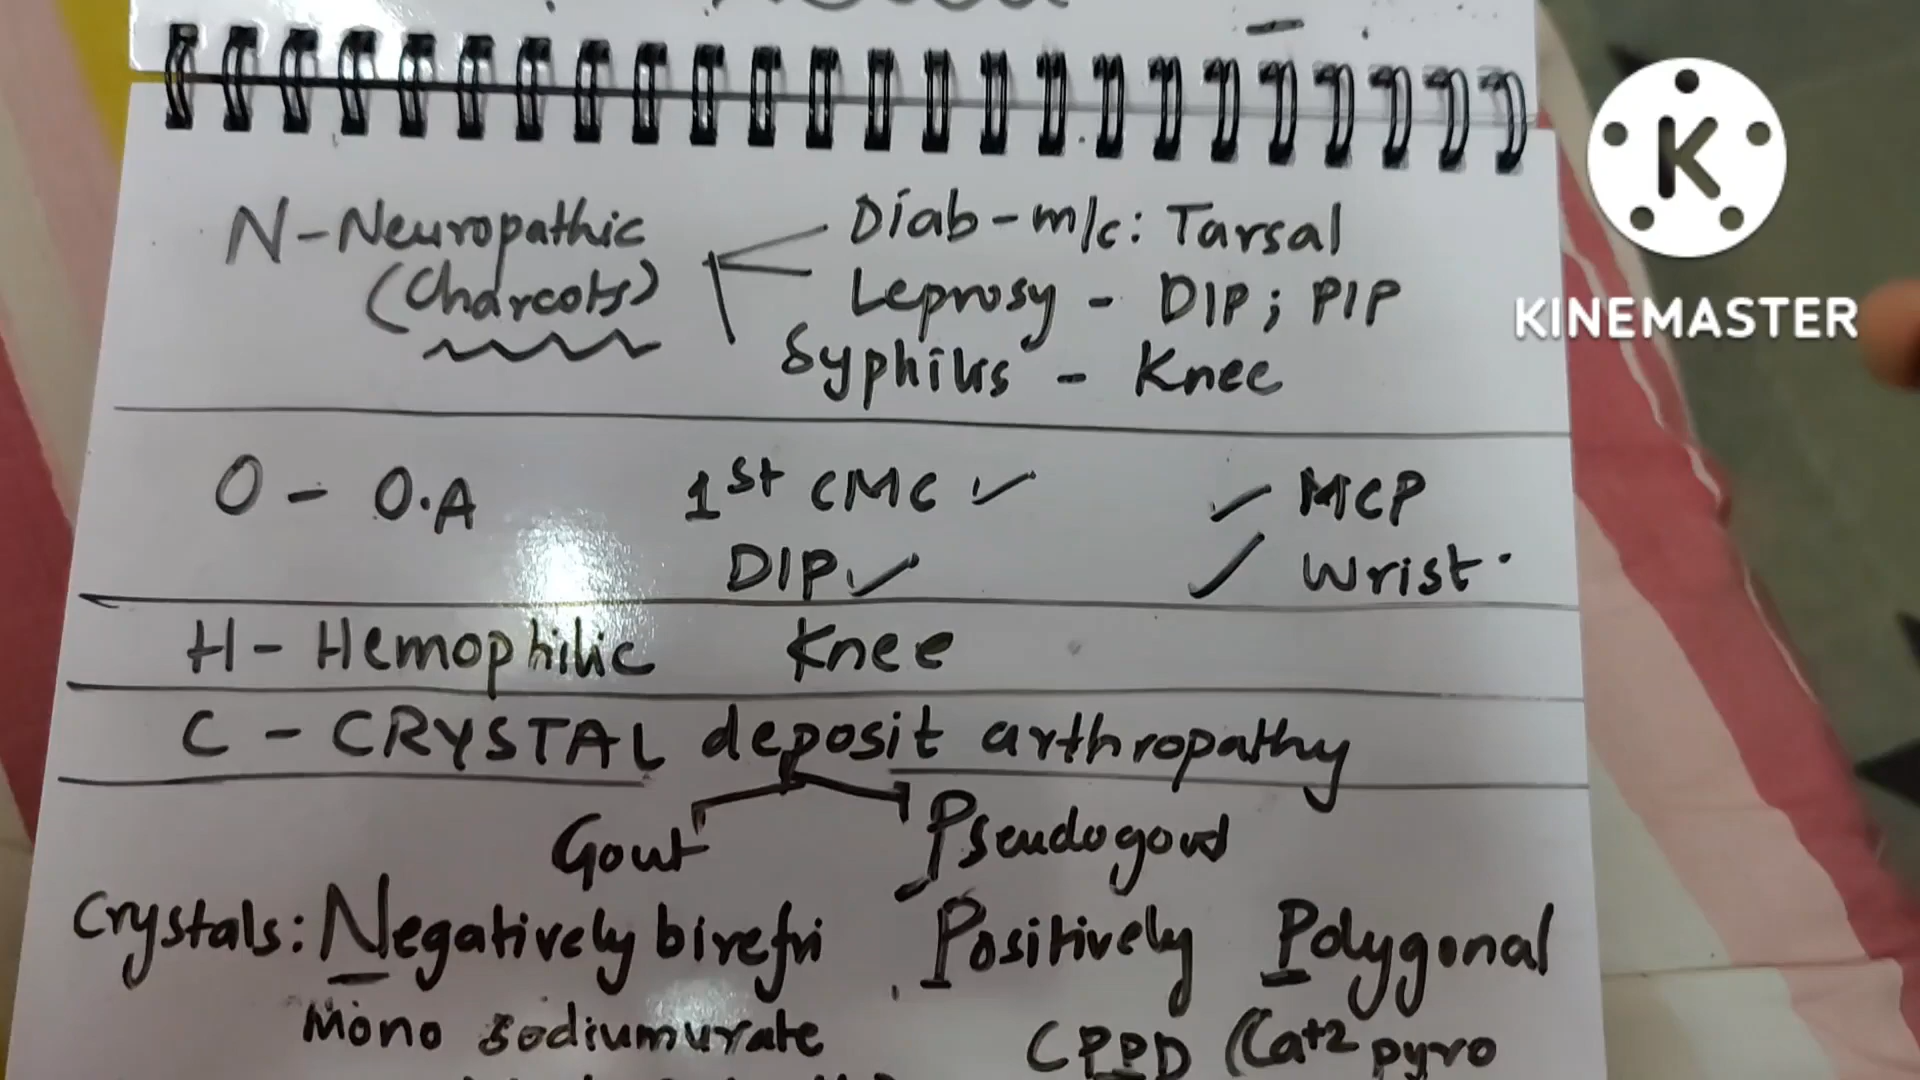 N-Neuropathic
(Charcots)
Diab-m/c: Tarsal
Leprosy - DIP; PIP
Syphilis - Knee
O - O.A
1st CMC ✓
DIP ✓
✓ MCP
✓ Wrist
H- Hemophilic Knee
C - CRYSTAL deposit arthropathy
Gout
Pseudogout
Crystals: Negatively birefri
Positively Polygonal
Mono sodiumurate
CPPD (Ca+2 pyro
K
KINEMASTER